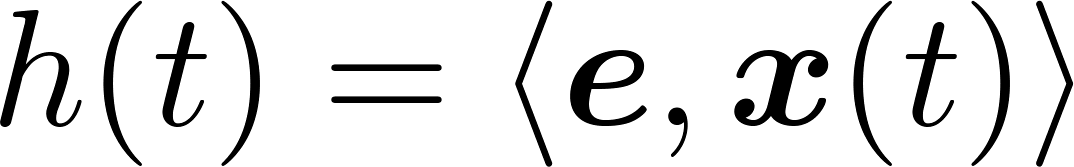 h(t) = ⟨𝒆, 𝒙(t)⟩